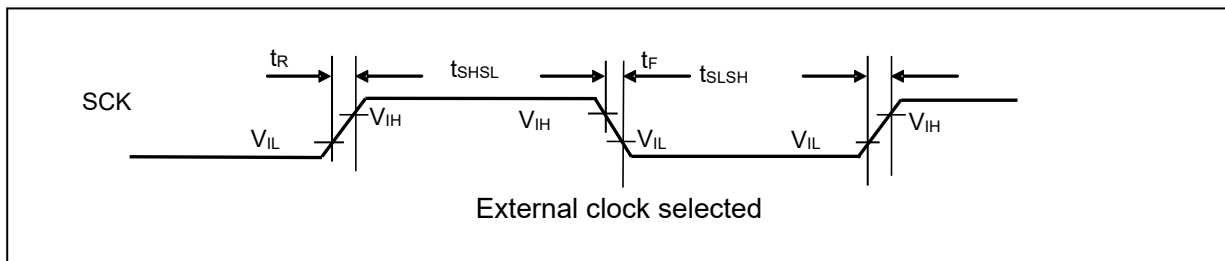 tR tSHSL tF tSLSH
SCK
VIH VIH VIH
VIL VIL VIL
External clock selected